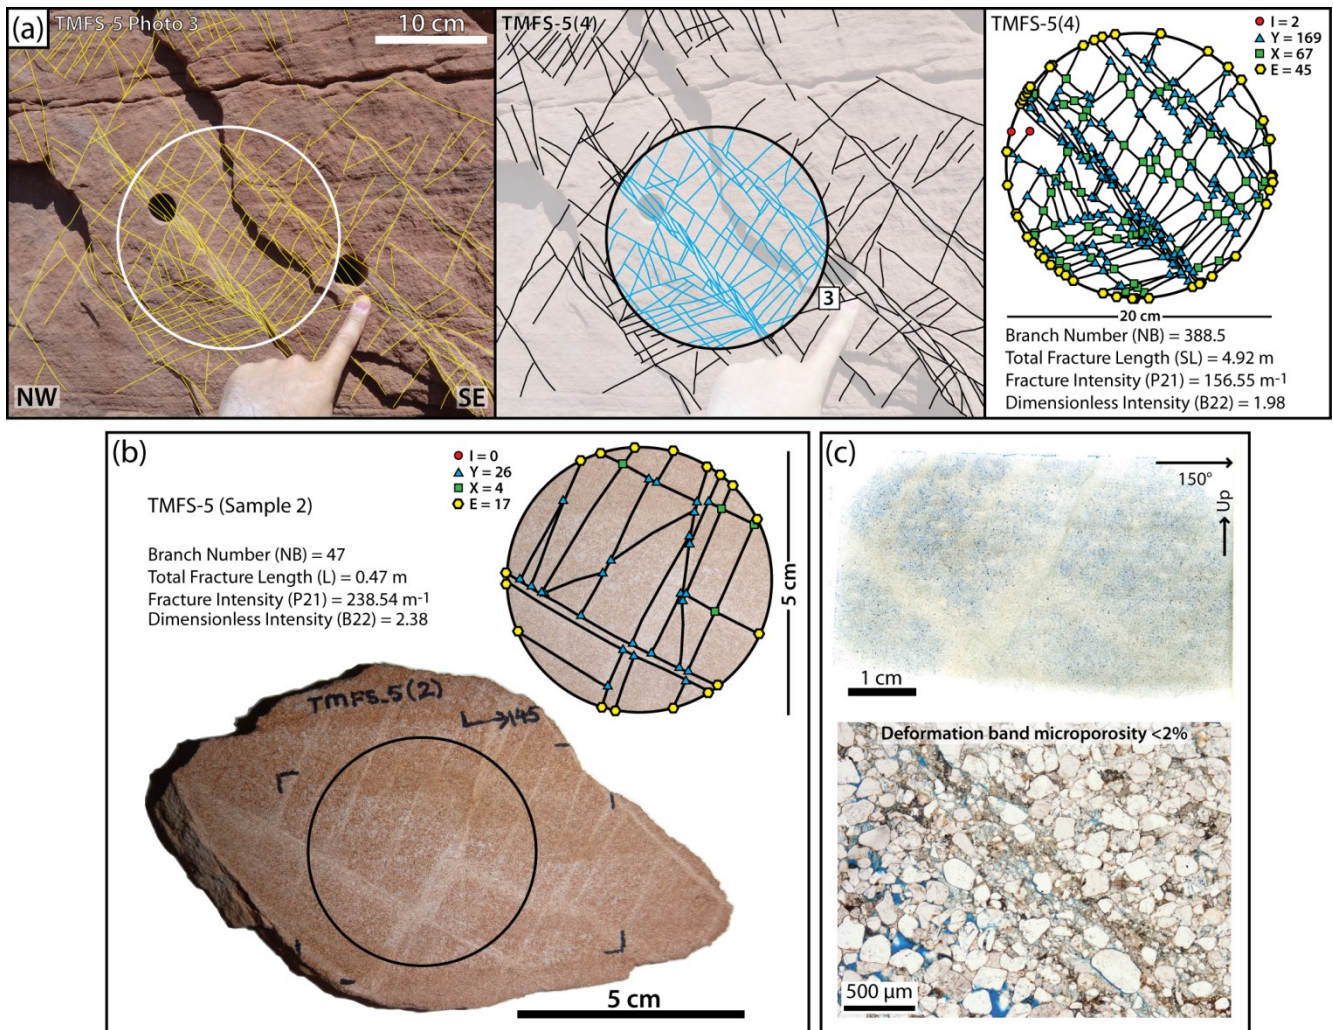 (a)
TMFS-5 Photo 3
10 cm
NW
SE
TMFS-5(4)
3
TMFS-5(4)
I = 2
Y = 169
X = 67
E = 45
20 cm
Branch Number (NB) = 388.5
Total Fracture Length (SL) = 4.92 m
Fracture Intensity (P21) = 156.55 m⁻¹
Dimensionless Intensity (B22) = 1.98
(b)
I = 0
Y = 26
X = 4
E = 17
TMFS-5 (Sample 2)
Branch Number (NB) = 47
Total Fracture Length (L) = 0.47 m
Fracture Intensity (P21) = 238.54 m⁻¹
Dimensionless Intensity (B22) = 2.38
5 cm
TMFS-5(2)
145
5 cm
(c)
150°
Up
1 cm
Deformation band microporosity <2%
500 µm